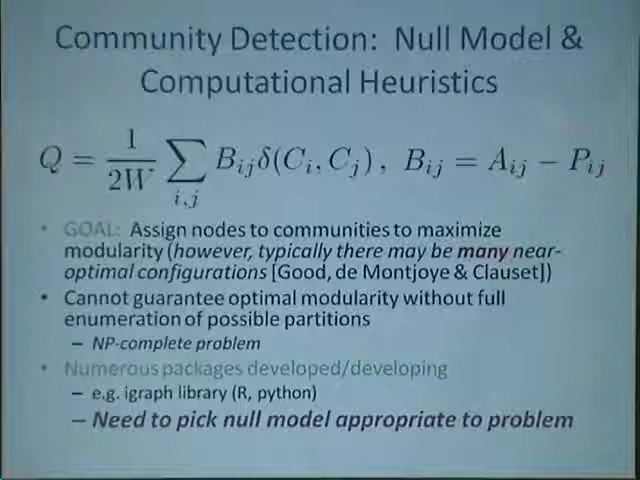 Community Detection: Null Model &
Computational Heuristics
Q = \frac{1}{2W} \sum_{i,j} B_{ij} \delta(C_i, C_j) , B_{ij} = A_{ij} - P_{ij}
• GOAL: Assign nodes to communities to maximize
modularity (however, typically there may be many near-
optimal configurations [Good, de Montjoye & Clauset])
• Cannot guarantee optimal modularity without full
enumeration of possible partitions
– NP-complete problem
• Numerous packages developed/developing
– e.g. igraph library (R, python)
– Need to pick null model appropriate to problem